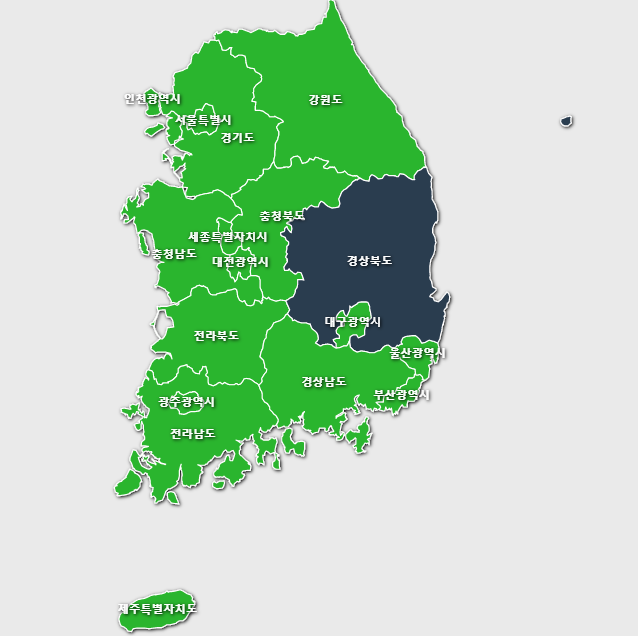 인천광역시
강원도
서울특별시
경기도
충청북도
세종특별자치시
충청남도
대전광역시
경상북도
대구광역시
전라북도
울산광역시
경상남도
부산광역시
광주광역시
전라남도
제주특별자치도